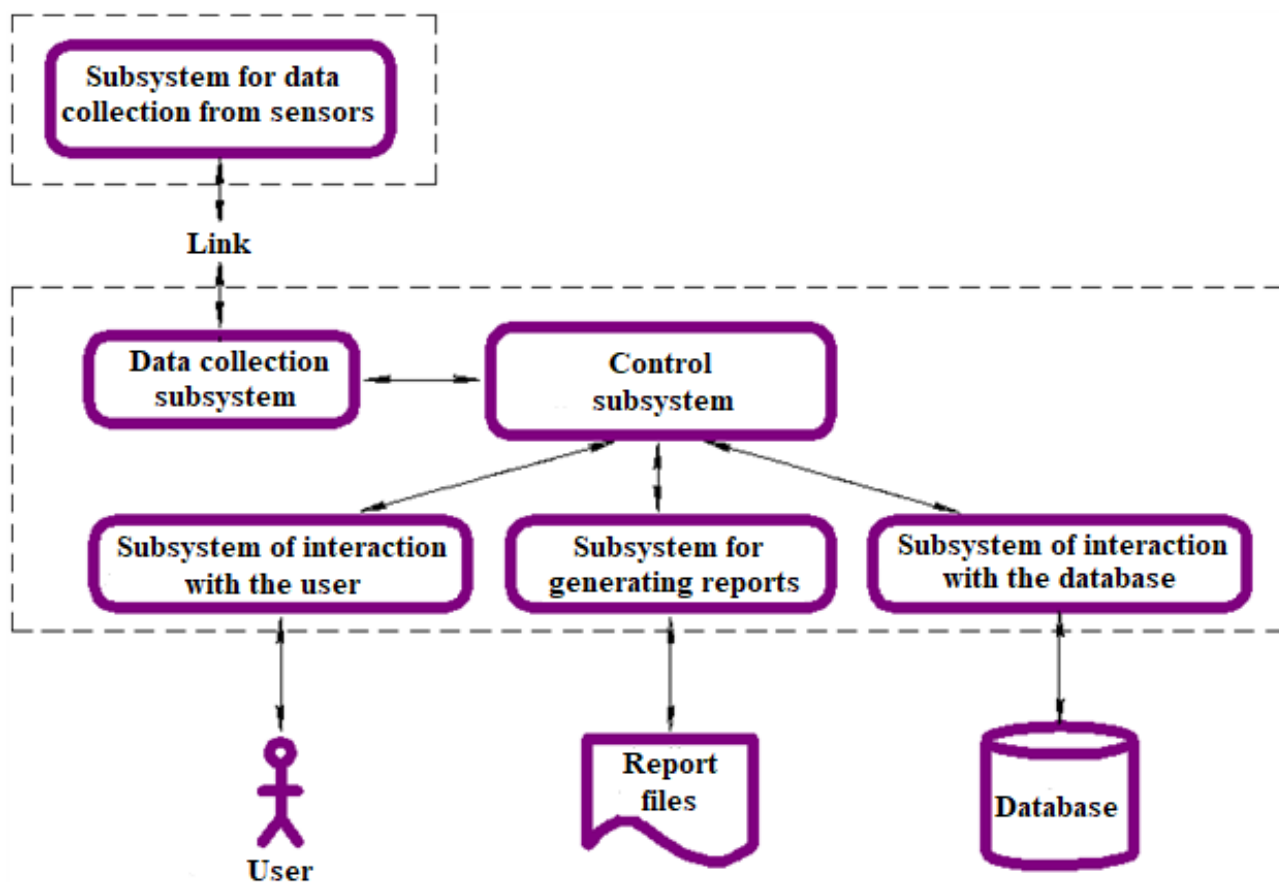 Subsystem for data
collection from sensors
Link
Data collection
subsystem
Control
subsystem
Subsystem of interaction
with the user
Subsystem for
generating reports
Subsystem of interaction
with the database
User
Report
files
Database